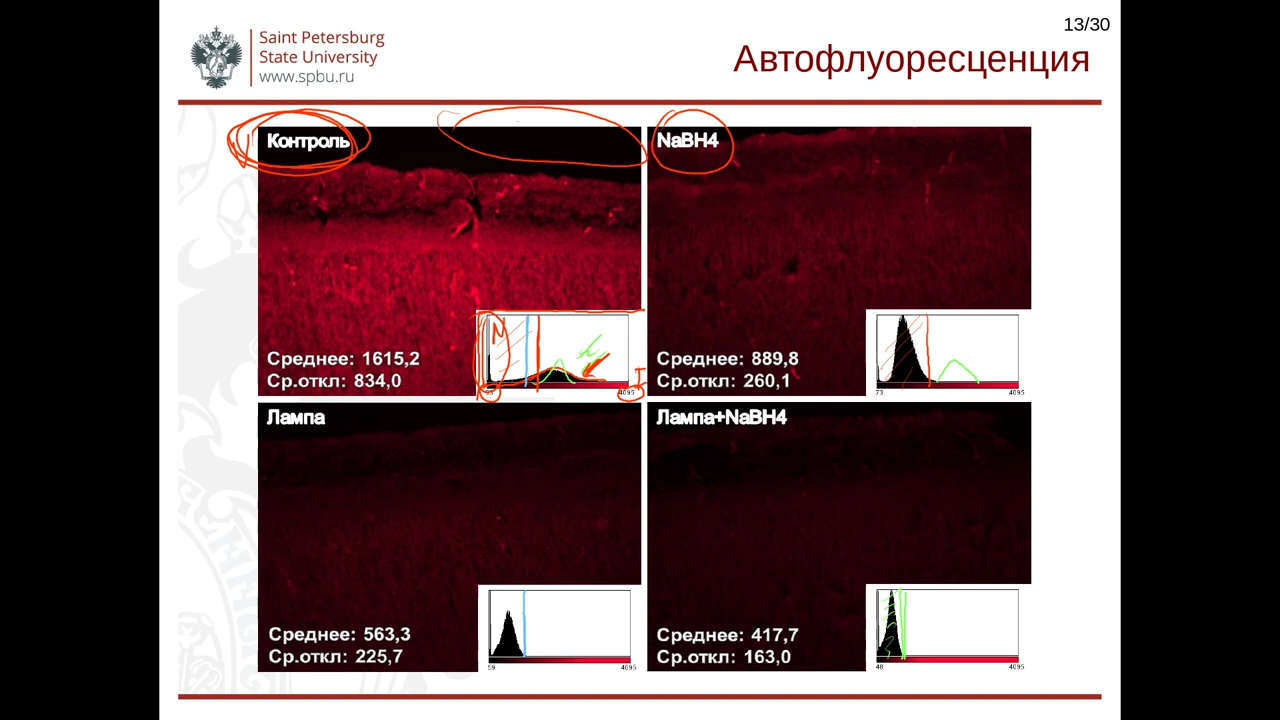 13/30
Saint Petersburg
State University
www.spbu.ru
Автофлуоресценция
Контроль
Среднее: 1615,2
Ср.откл: 834,0
4095
NaBH4
Среднее: 889,8
Ср.откл: 260,1
73
4095
Лампа
Среднее: 563,3
Ср.откл: 225,7
59
4095
Лампа+NaBH4
Среднее: 417,7
Ср.откл: 163,0
48
4095